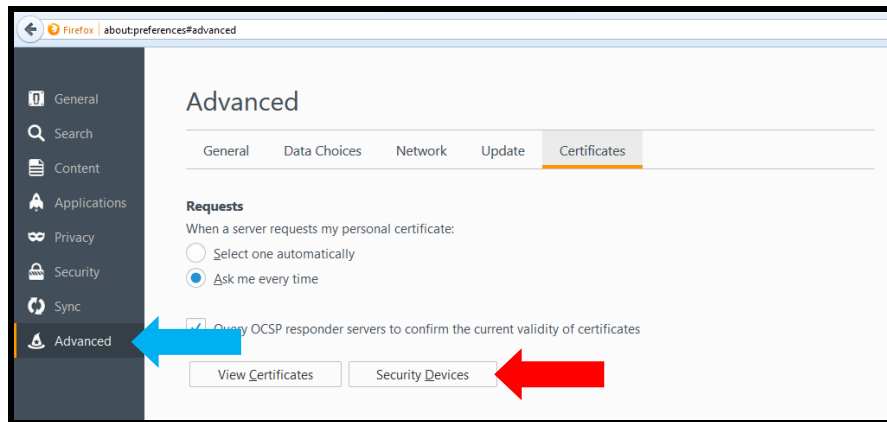 Firefox about:preferences#advanced
General
Search
Content
Applications
Privacy
Security
Sync
Advanced
Advanced
General Data Choices Network Update Certificates
Requests
When a server requests my personal certificate:
Select one automatically
Ask me every time
Query OCSP responder servers to confirm the current validity of certificates
View Certificates Security Devices